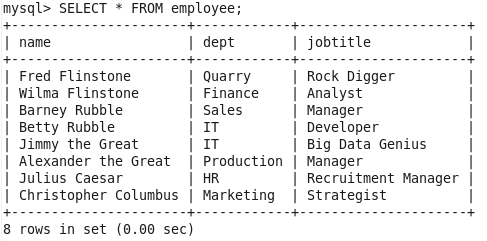 mysql> SELECT * FROM employee;
+----------------------+------------+---------------------+
| name                 | dept       | jobtitle            |
+----------------------+------------+---------------------+
| Fred Flinstone       | Quarry     | Rock Digger         |
| Wilma Flinstone      | Finance    | Analyst             |
| Barney Rubble        | Sales      | Manager             |
| Betty Rubble         | IT         | Developer           |
| Jimmy the Great      | IT         | Big Data Genius     |
| Alexander the Great  | Production | Manager             |
| Julius Caesar        | HR         | Recruitment Manager |
| Christopher Columbus | Marketing  | Strategist          |
+----------------------+------------+---------------------+
8 rows in set (0.00 sec)